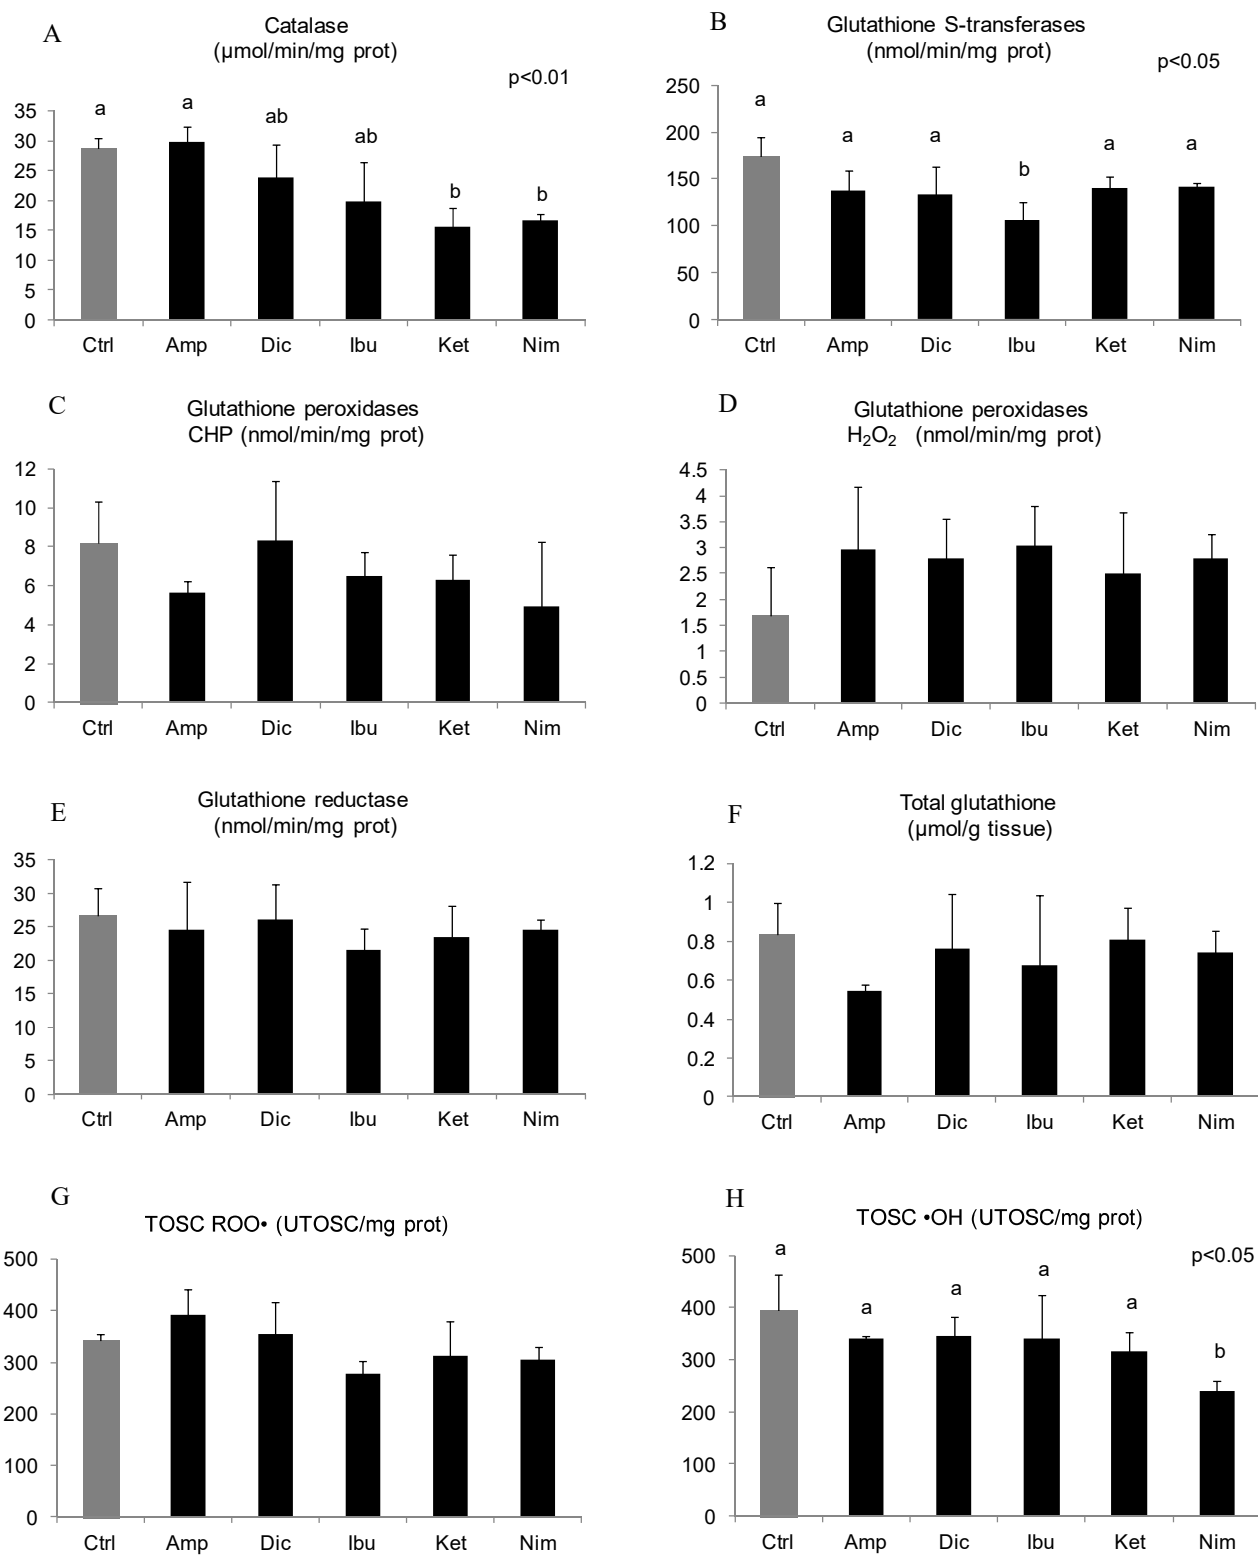 A
Catalase
(µmol/min/mg prot)
p<0.01
35
30
25
20
15
10
5
0
a
a
ab
ab
b
b
Ctrl Amp Dic Ibu Ket Nim
B
Glutathione S-transferases
(nmol/min/mg prot)
p<0.05
250
200
150
100
50
0
a
a
a
b
a
a
Ctrl Amp Dic Ibu Ket Nim
C
Glutathione peroxidases
CHP (nmol/min/mg prot)
12
10
8
6
4
2
0
Ctrl Amp Dic Ibu Ket Nim
D
Glutathione peroxidases
H₂O₂ (nmol/min/mg prot)
4.5
4
3.5
3
2.5
2
1.5
1
0.5
0
Ctrl Amp Dic Ibu Ket Nim
E
Glutathione reductase
(nmol/min/mg prot)
35
30
25
20
15
10
5
0
Ctrl Amp Dic Ibu Ket Nim
F
Total glutathione
(µmol/g tissue)
1.2
1
0.8
0.6
0.4
0.2
0
Ctrl Amp Dic Ibu Ket Nim
G
TOSC ROO• (UTOSC/mg prot)
500
400
300
200
100
0
Ctrl Amp Dic Ibu Ket Nim
H
TOSC •OH (UTOSC/mg prot)
p<0.05
500
400
300
200
100
0
a
a
a
a
a
b
Ctrl Amp Dic Ibu Ket Nim